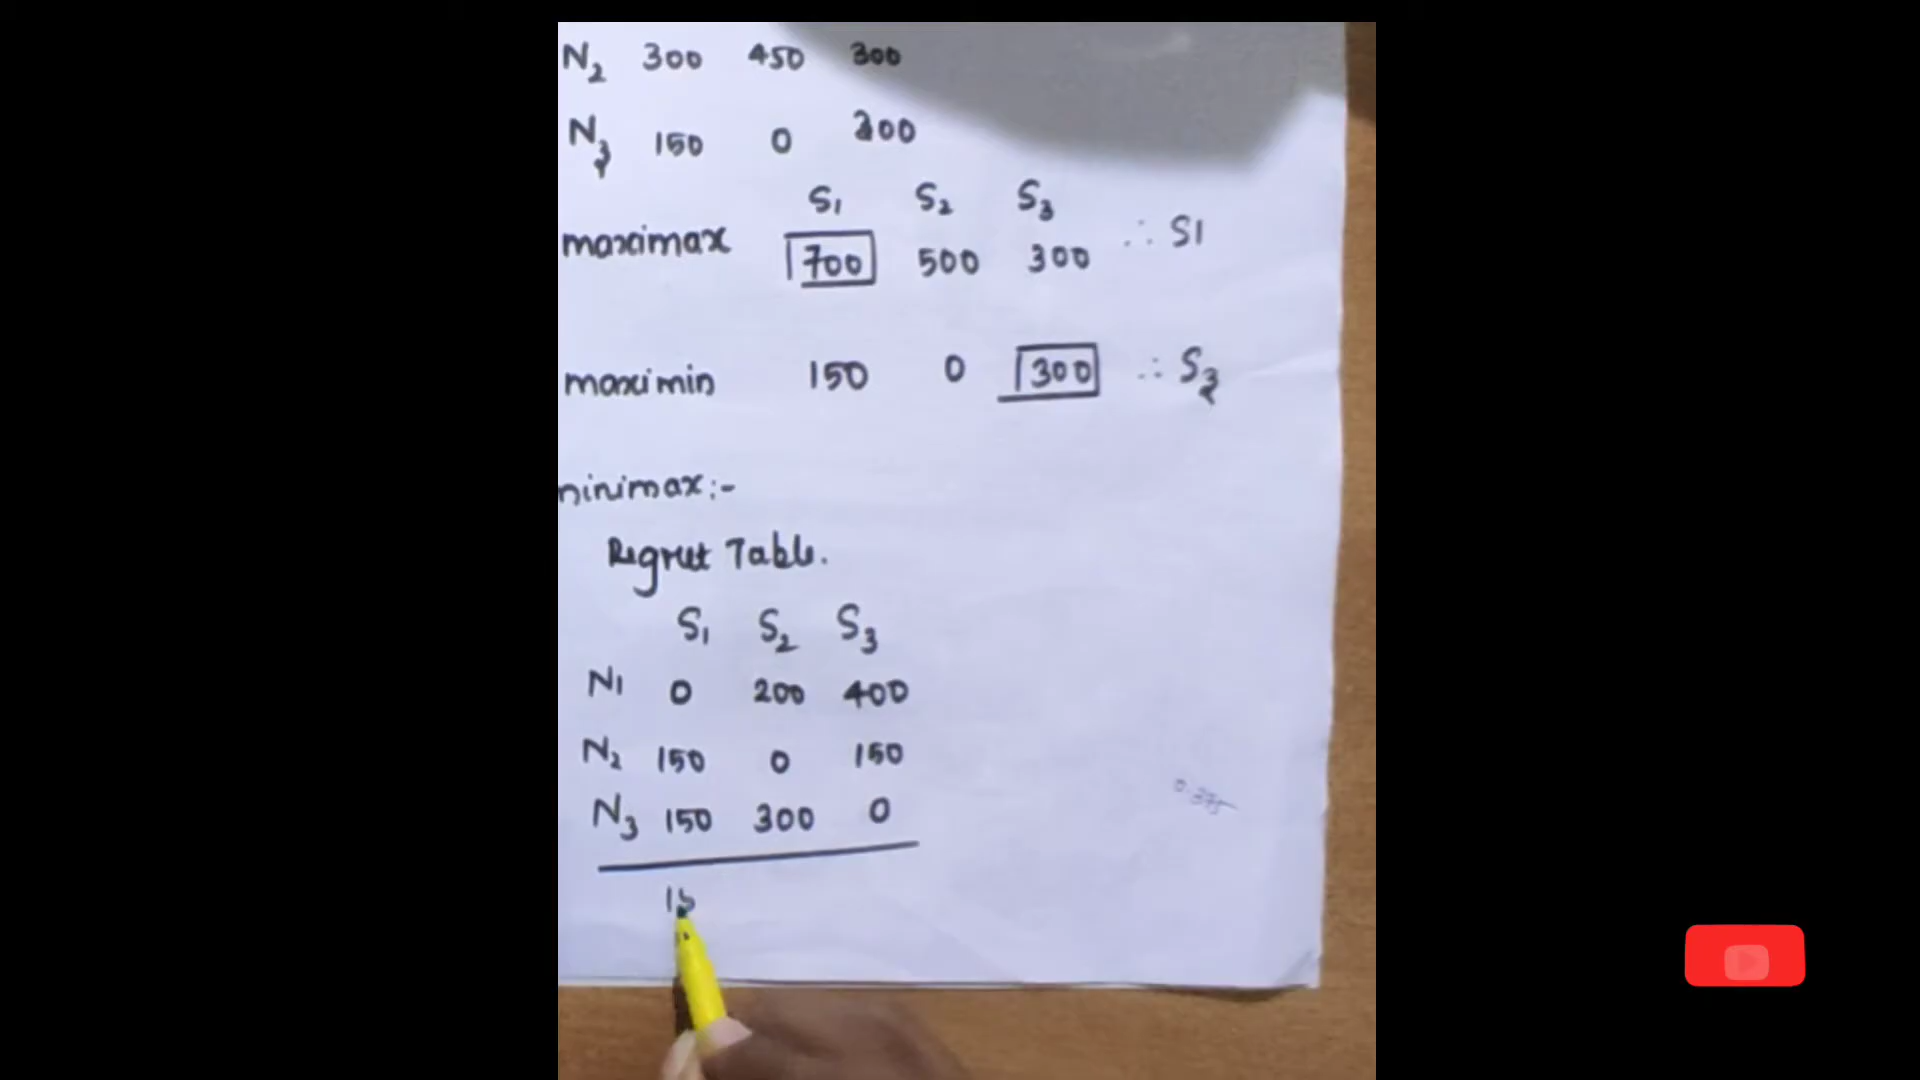 N2 300 450 300
N3 150 0 300
S1 S2 S3
maximax 700 500 300 ∴ S1
maximin 150 0 300 ∴ S3
minimax:-
Regret Table.
S1 S2 S3
N1 0 200 400
N2 150 0 150
N3 150 300 0
15